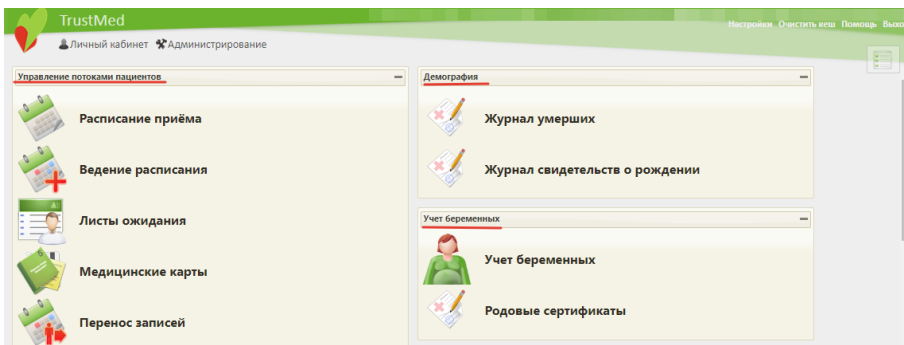 TrustMed
Настройки Очистить кеш Помощь
Личный кабинет Администрирование
Управление потоками пациентов
Расписание приёма
Ведение расписания
Листы ожидания
Медицинские карты
Перенос записей
Демография
Журнал умерших
Журнал свидетельств о рождении
Учет беременных
Учет беременных
Родовые сертификаты